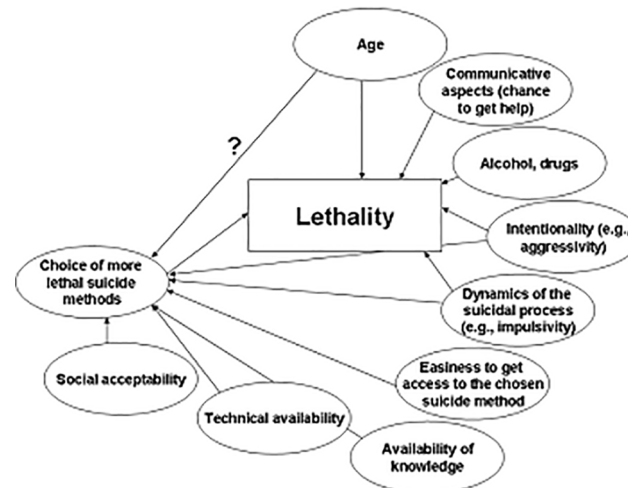 Age
Communicative
aspects (chance
to get help)
?
Alcohol, drugs
Lethality
Intentionality (e.g.,
aggressivity)
Choice of more
lethal suicide
methods
Dynamics of the
suicidal process
(e.g., impulsivity)
Social acceptability
Easiness to get
access to the chosen
suicide method
Technical availability
Availability of
knowledge